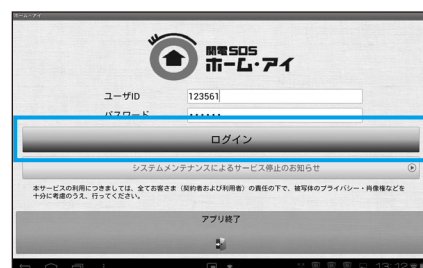 ホーム・アイ
関電SOS
ホーム・アイ
ユーザID 123561
パスワード ••••••
ログイン
システムメンテナンスによるサービス停止のお知らせ
本サービスの利用につきましては、全てお客さま（契約者および利用者）の責任の下で、被写体のプライバシー・肖像権などを
十分に考慮のうえ、行ってください。
アプリ終了
13:12